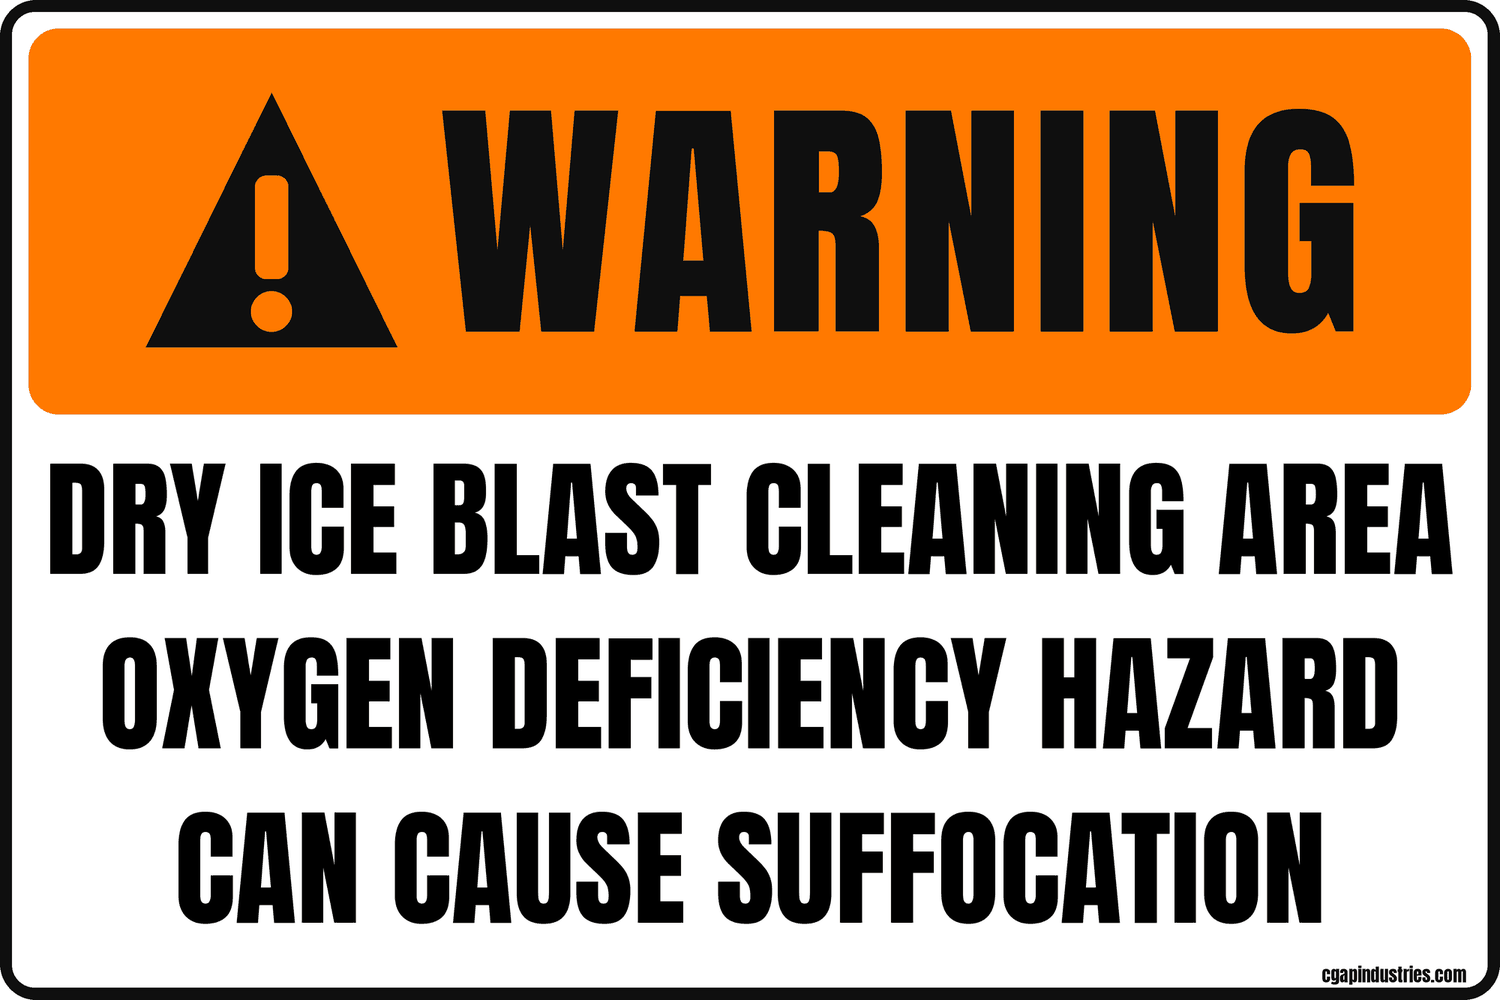 WARNING
DRY ICE BLAST CLEANING AREA
OXYGEN DEFICIENCY HAZARD
CAN CAUSE SUFFOCATION
cgapindustries.com